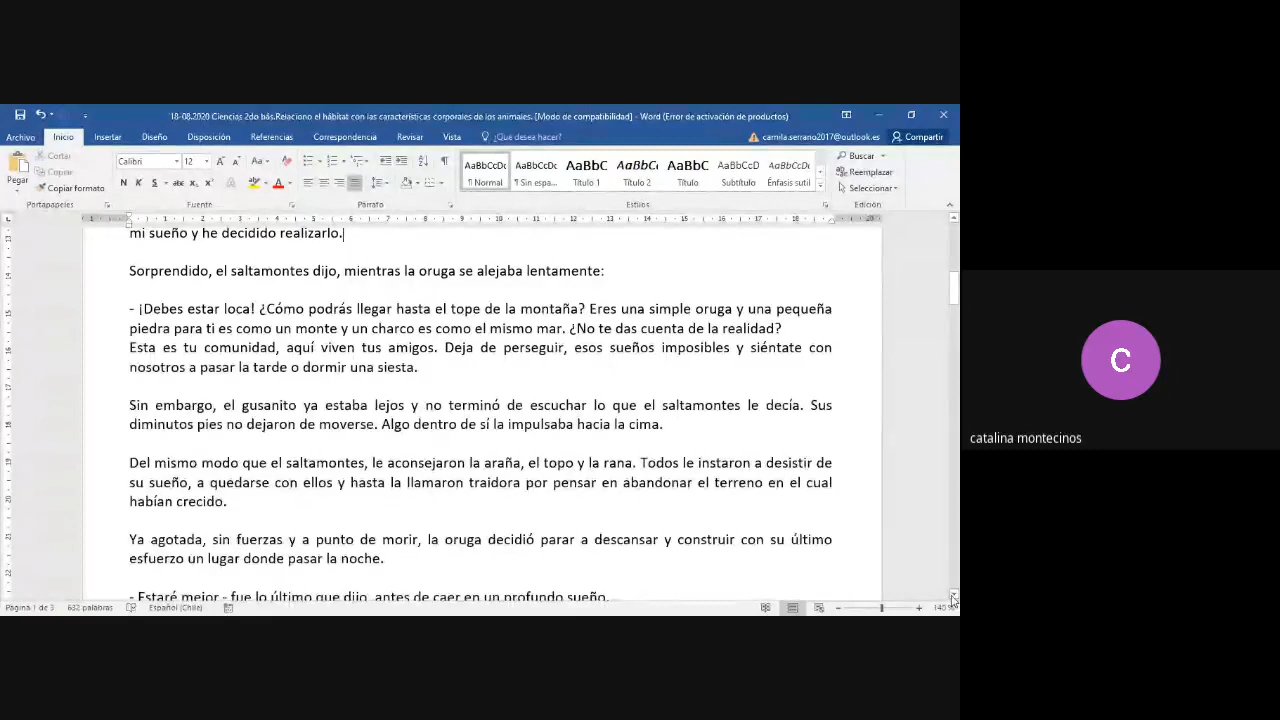 18-08.2020 Ciencias 2do bás.Relaciono el hábitat con las características corporales de los animales. [Modo de compatibilidad] - Word (Error de activación de productos)
Archivo Inicio Insertar Diseño Disposición Referencias Correspondencia Revisar Vista ¿Qué desea hacer? camila.serrano2017@outlook.es Compartir
Pegar
Cortar
Copiar
Copiar formato
Portapapeles
Calibri 12
N K S abc x₂ x²
Fuente
Párrafo
AaBbCcDc AaBbCcDc AaBbC AaBbCc AaBbC AaBbCcD AaBbCcDc
¶ Normal ¶ Sin espa... Título 1 Título 2 Título Subtítulo Énfasis sutil
Estilos
Buscar
Reemplazar
Seleccionar
Edición
mi sueño y he decidido realizarlo.
Sorprendido, el saltamontes dijo, mientras la oruga se alejaba lentamente:
- ¡Debes estar loca! ¿Cómo podrás llegar hasta el tope de la montaña? Eres una simple oruga y una pequeña
piedra para ti es como un monte y un charco es como el mismo mar. ¿No te das cuenta de la realidad?
Esta es tu comunidad, aquí viven tus amigos. Deja de perseguir, esos sueños imposibles y siéntate con
nosotros a pasar la tarde o dormir una siesta.
Sin embargo, el gusanito ya estaba lejos y no terminó de escuchar lo que el saltamontes le decía. Sus
diminutos pies no dejaron de moverse. Algo dentro de sí la impulsaba hacia la cima.
Del mismo modo que el saltamontes, le aconsejaron la araña, el topo y la rana. Todos le instaron a desistir de
su sueño, a quedarse con ellos y hasta la llamaron traidora por pensar en abandonar el terreno en el cual
habían crecido.
Ya agotada, sin fuerzas y a punto de morir, la oruga decidió parar a descansar y construir con su último
esfuerzo un lugar donde pasar la noche.
- Estaré mejor - fue lo último que dijo, antes de caer en un profundo sueño.
Página 1 de 3 632 palabras Español (Chile) 140 %
C
catalina montecinos